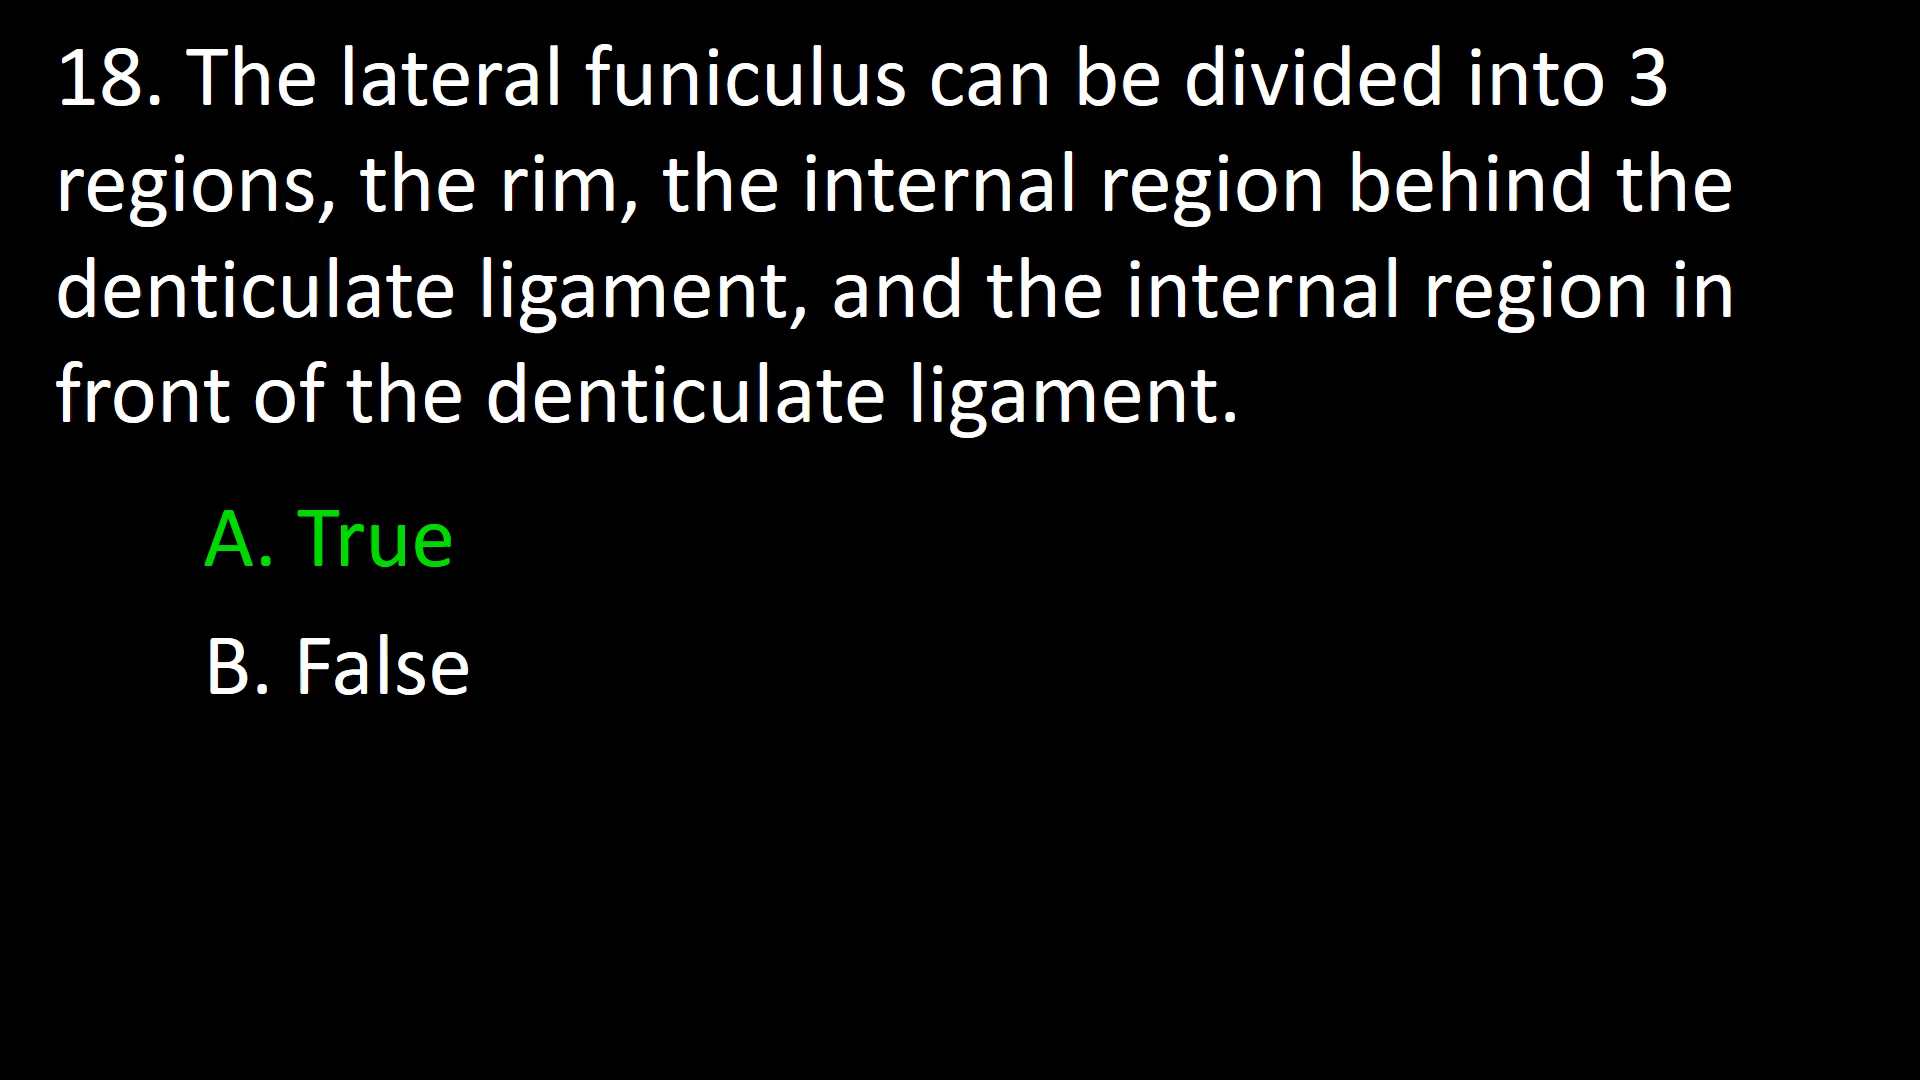 18. The lateral funiculus can be divided into 3
regions, the rim, the internal region behind the
denticulate ligament, and the internal region in
front of the denticulate ligament.
A. True
B. False